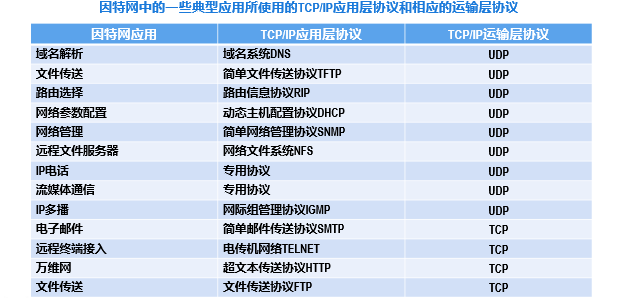 因特网中的一些典型应用所使用的TCP/IP应用层协议和相应的运输层协议
因特网应用 TCP/IP应用层协议 TCP/IP运输层协议
域名解析 域名系统DNS UDP
文件传送 简单文件传送协议TFTP UDP
路由选择 路由信息协议RIP UDP
网络参数配置 动态主机配置协议DHCP UDP
网络管理 简单网络管理协议SNMP UDP
远程文件服务器 网络文件系统NFS UDP
IP电话 专用协议 UDP
流媒体通信 专用协议 UDP
IP多播 网际组管理协议IGMP UDP
电子邮件 简单邮件传送协议SMTP TCP
远程终端接入 电传机网络TELNET TCP
万维网 超文本传送协议HTTP TCP
文件传送 文件传送协议FTP TCP